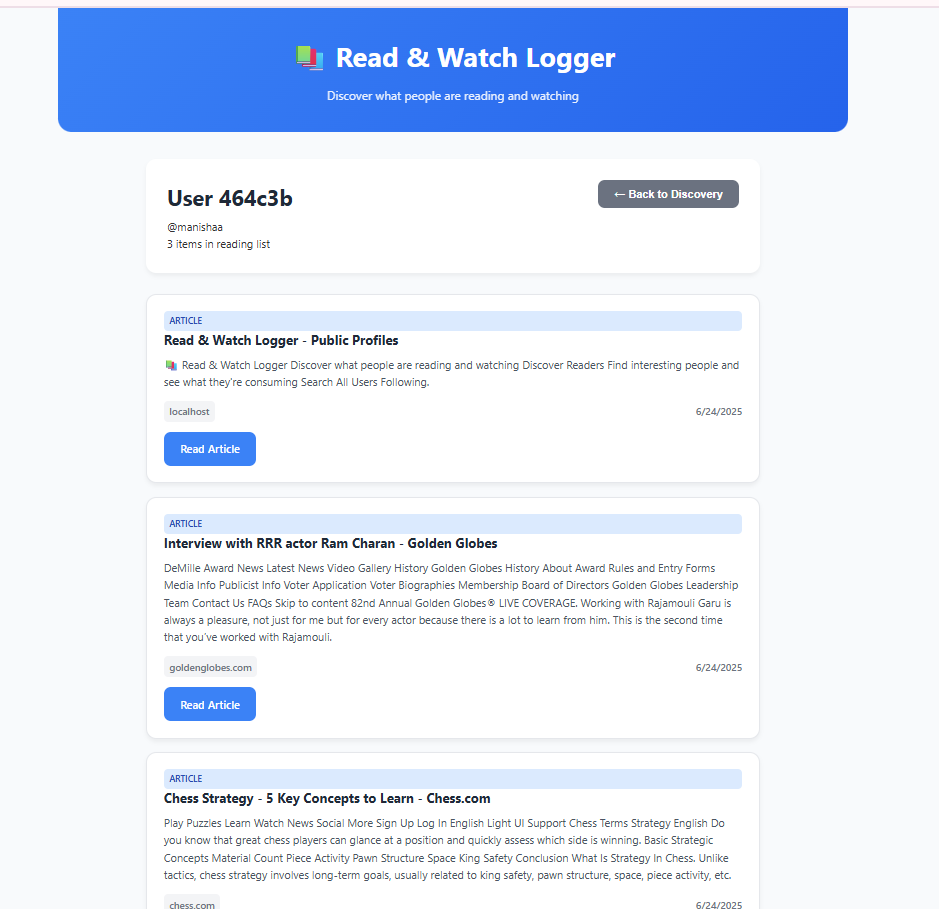 Read & Watch Logger
Discover what people are reading and watching
User 464c3b
← Back to Discovery
@manishaa
3 items in reading list
ARTICLE
Read & Watch Logger - Public Profiles
Read & Watch Logger Discover what people are reading and watching Discover Readers Find interesting people and
see what they're consuming Search All Users Following.
localhost
6/24/2025
Read Article
ARTICLE
Interview with RRR actor Ram Charan - Golden Globes
DeMille Award News Latest News Video Gallery History Golden Globes History About Award Rules and Entry Forms
Media Info Publicist Info Voter Application Voter Biographies Membership Board of Directors Golden Globes Leadership
Team Contact Us FAQs Skip to content 82nd Annual Golden Globes® LIVE COVERAGE. Working with Rajamouli Garu is
always a pleasure, not just for me but for every actor because there is a lot to learn from him. This is the second time
that you've worked with Rajamouli.
goldenglobes.com
6/24/2025
Read Article
ARTICLE
Chess Strategy - 5 Key Concepts to Learn - Chess.com
Play Puzzles Learn Watch News Social More Sign Up Log In English Light UI Support Chess Terms Strategy English Do
you know that great chess players can glance at a position and quickly assess which side is winning. Basic Strategic
Concepts Material Count Piece Activity Pawn Structure Space King Safety Conclusion What Is Strategy In Chess. Unlike
tactics, chess strategy involves long-term goals, usually related to king safety, pawn structure, space, piece activity, etc.
chess.com
6/24/2025